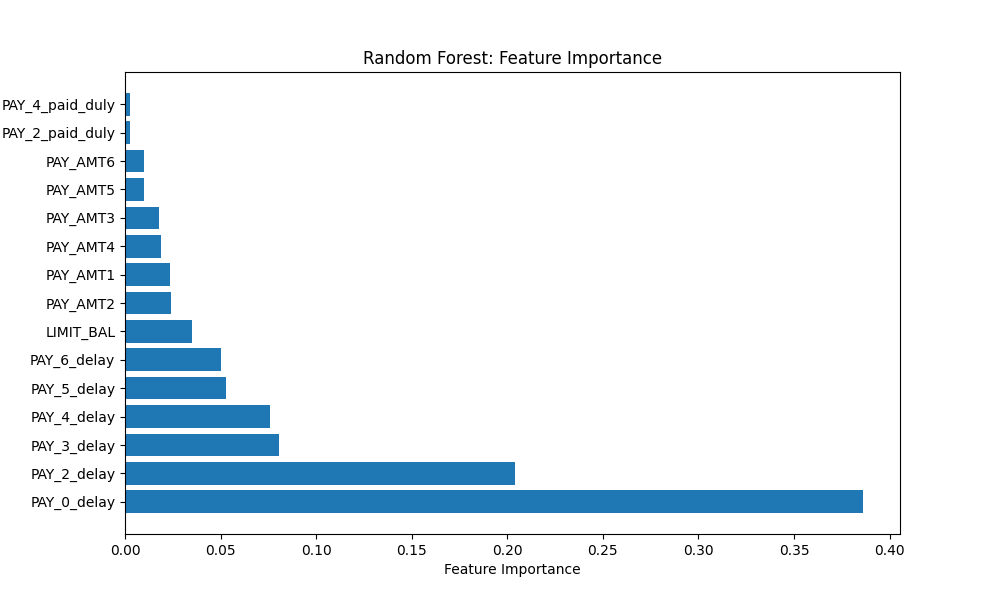 Random Forest: Feature Importance
PAY_4_paid_duly
PAY_2_paid_duly
PAY_AMT6
PAY_AMT5
PAY_AMT3
PAY_AMT4
PAY_AMT1
PAY_AMT2
LIMIT_BAL
PAY_6_delay
PAY_5_delay
PAY_4_delay
PAY_3_delay
PAY_2_delay
PAY_0_delay
0.00 0.05 0.10 0.15 0.20 0.25 0.30 0.35 0.40
Feature Importance